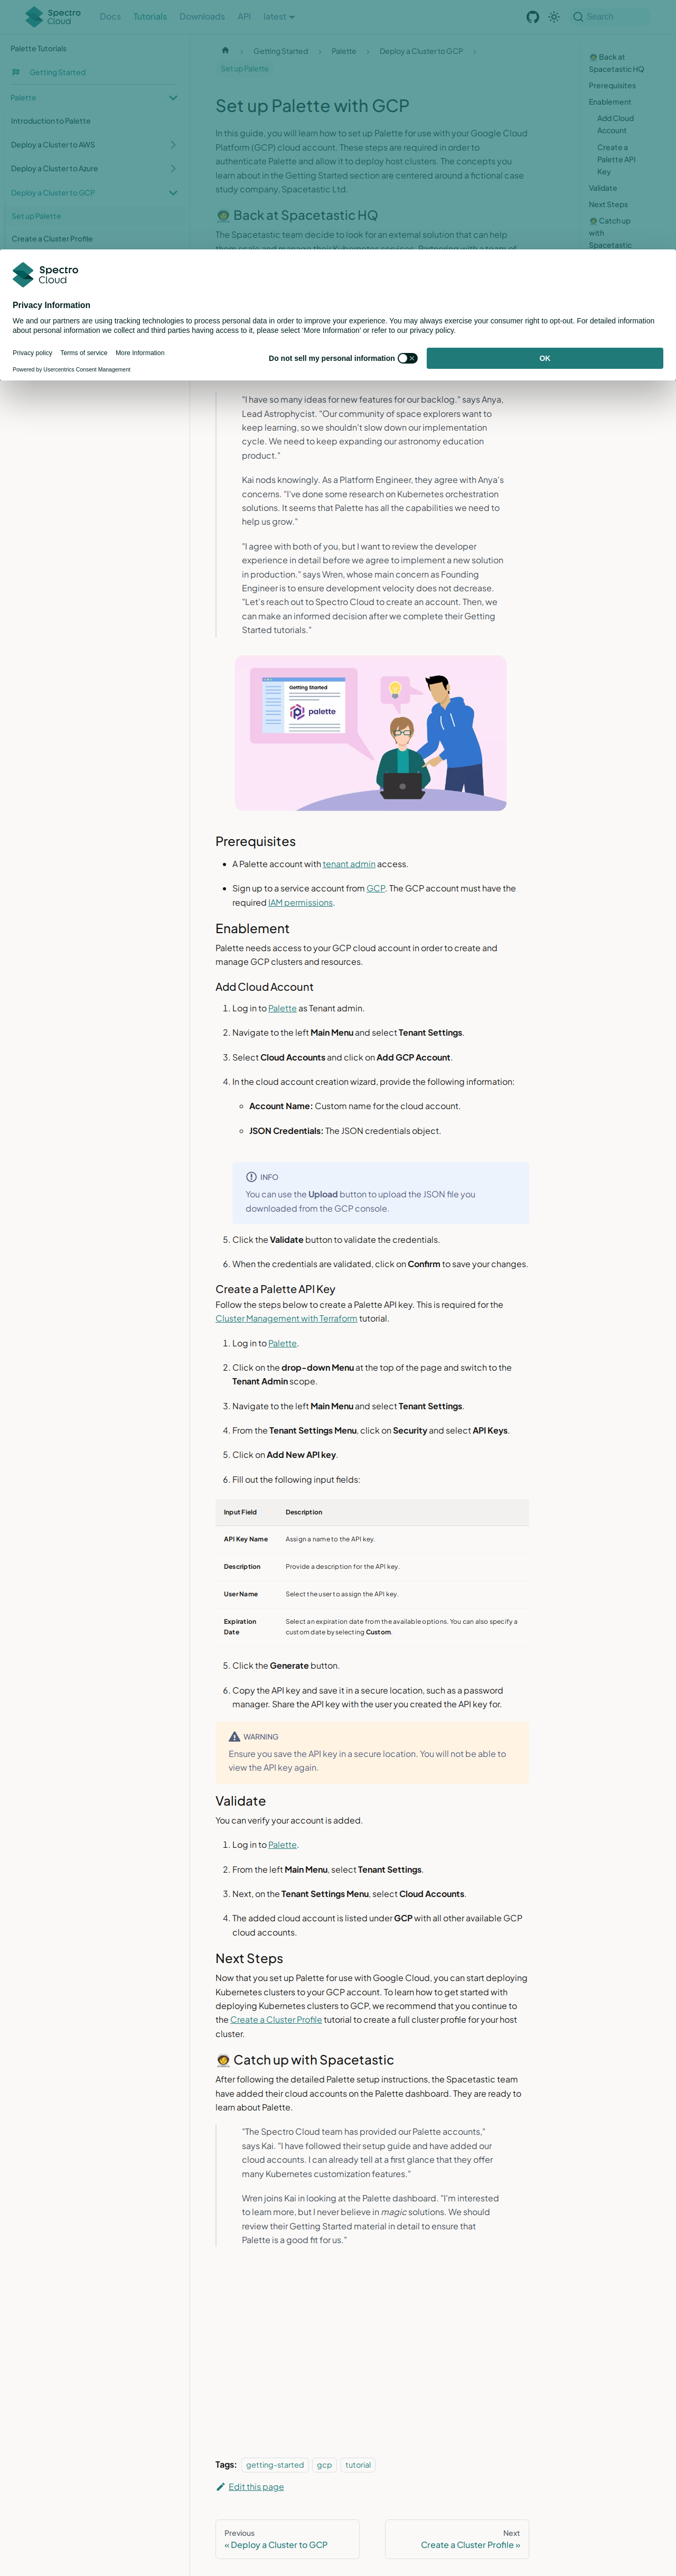 Spectro Cloud
Docs
Tutorials
Downloads
API
latest
Search
Palette Tutorials
Getting Started
Palette
Introduction to Palette
Deploy a Cluster to AWS
Deploy a Cluster to Azure
Deploy a Cluster to GCP
Set up Palette
Create a Cluster Profile
Getting Started
Palette
Deploy a Cluster to GCP
Set up Palette
Set up Palette with GCP
In this guide, you will learn how to set up Palette for use with your Google Cloud
Platform (GCP) cloud account. These steps are required in order to
authenticate Palette and allow it to deploy host clusters. The concepts you
learn about in the Getting Started section are centered around a fictional case
study company, Spacetastic Ltd.
🧑‍🚀 Back at Spacetastic HQ
The Spacetastic team decide to look for an external solution that can help
🧑‍🚀 Back at
Spacetastic HQ
Prerequisites
Enablement
Add Cloud
Account
Create a
Palette API
Key
Validate
Next Steps
🧑‍🚀 Catch up
with
Spacetastic
Spectro Cloud
Privacy Information
We and our partners are using tracking technologies to process personal data in order to improve your experience. You may always exercise your consumer right to opt-out. For detailed information
about personal information we collect and third parties having access to it, please select 'More Information' or refer to our privacy policy.
Privacy policy
Terms of service
More Information
Powered by Usercentrics Consent Management
Do not sell my personal information
OK
"I have so many ideas for new features for our backlog." says Anya,
Lead Astrophycist. "Our community of space explorers want to
keep learning, so we shouldn't slow down our implementation
cycle. We need to keep expanding our astronomy education
product."
Kai nods knowingly. As a Platform Engineer, they agree with Anya's
concerns. "I've done some research on Kubernetes orchestration
solutions. It seems that Palette has all the capabilities we need to
help us grow."
"I agree with both of you, but I want to review the developer
experience in detail before we agree to implement a new solution
in production." says Wren, whose main concern as Founding
Engineer is to ensure development velocity does not decrease.
"Let's reach out to Spectro Cloud to create an account. Then, we
can make an informed decision after we complete their Getting
Started tutorials."
Getting Started
palette
Prerequisites
A Palette account with tenant admin access.
Sign up to a service account from GCP. The GCP account must have the
required IAM permissions.
Enablement
Palette needs access to your GCP cloud account in order to create and
manage GCP clusters and resources.
Add Cloud Account
1. Log in to Palette as Tenant admin.
2. Navigate to the left Main Menu and select Tenant Settings.
3. Select Cloud Accounts and click on Add GCP Account.
4. In the cloud account creation wizard, provide the following information:
Account Name: Custom name for the cloud account.
JSON Credentials: The JSON credentials object.
INFO
You can use the Upload button to upload the JSON file you
downloaded from the GCP console.
5. Click the Validate button to validate the credentials.
6. When the credentials are validated, click on Confirm to save your changes.
Create a Palette API Key
Follow the steps below to create a Palette API key. This is required for the
Cluster Management with Terraform tutorial.
1. Log in to Palette.
2. Click on the drop-down Menu at the top of the page and switch to the
Tenant Admin scope.
3. Navigate to the left Main Menu and select Tenant Settings.
4. From the Tenant Settings Menu, click on Security and select API Keys.
5. Click on Add New API key.
6. Fill out the following input fields:
Input Field
Description
API Key Name
Assign a name to the API key.
Description
Provide a description for the API key.
User Name
Select the user to assign the API key.
Expiration
Date
Select an expiration date from the available options. You can also specify a
custom date by selecting Custom.
5. Click the Generate button.
6. Copy the API key and save it in a secure location, such as a password
manager. Share the API key with the user you created the API key for.
WARNING
Ensure you save the API key in a secure location. You will not be able to
view the API key again.
Validate
You can verify your account is added.
1. Log in to Palette.
2. From the left Main Menu, select Tenant Settings.
3. Next, on the Tenant Settings Menu, select Cloud Accounts.
4. The added cloud account is listed under GCP with all other available GCP
cloud accounts.
Next Steps
Now that you set up Palette for use with Google Cloud, you can start deploying
Kubernetes clusters to your GCP account. To learn how to get started with
deploying Kubernetes clusters to GCP, we recommend that you continue to
the Create a Cluster Profile tutorial to create a full cluster profile for your host
cluster.
🧑‍🚀 Catch up with Spacetastic
After following the detailed Palette setup instructions, the Spacetastic team
have added their cloud accounts on the Palette dashboard. They are ready to
learn about Palette.
"The Spectro Cloud team has provided our Palette accounts,"
says Kai. "I have followed their setup guide and have added our
cloud accounts. I can already tell at a first glance that they offer
many Kubernetes customization features."
Wren joins Kai in looking at the Palette dashboard. "I'm interested
to learn more, but I never believe in magic solutions. We should
review their Getting Started material in detail to ensure that
Palette is a good fit for us."
Tags:
getting-started
gcp
tutorial
Edit this page
Previous
« Deploy a Cluster to GCP
Next
Create a Cluster Profile »